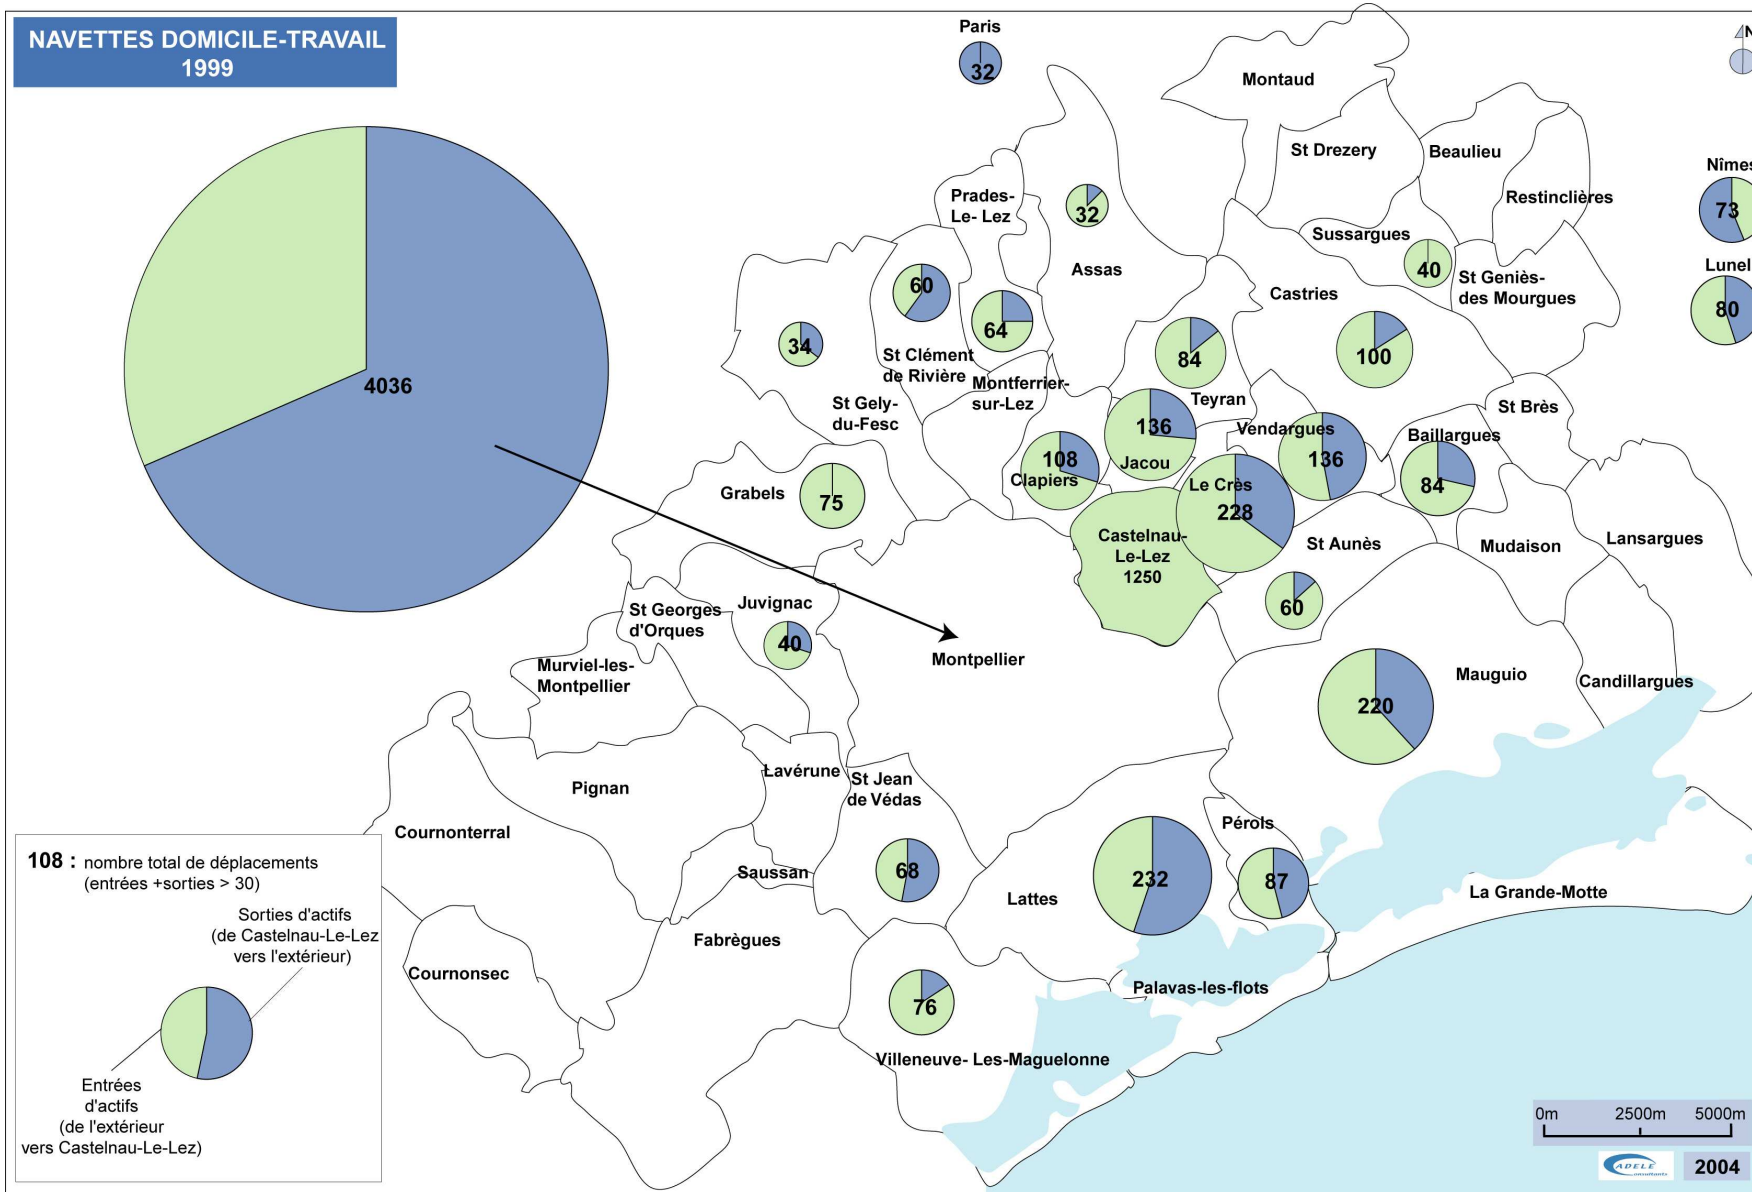 NAVETTES DOMICILE-TRAVAIL
1999
Paris
32
N
Montaud
St Drezery
Beaulieu
Restinclières
Nîmes
73
Prades-
Le- Lez
32
Assas
Sussargues
40
St Geniès-
des Mourgues
Lunel
80
Castries
100
60
64
34
St Clément
de Rivière
Montferrier-
sur-Lez
84
Teyran
St Gely-
du-Fesc
4036
St Brès
136
Jacou
Vendargues
136
Baillargues
84
108
Clapiers
Le Crès
228
Grabels
75
Castelnau-
Le-Lez
1250
St Aunès
60
Mudaison
Lansargues
St Georges
d'Orques
Juvignac
40
Murviel-les-
Montpellier
Montpellier
Mauguio
220
Candillargues
Pignan
Lavérune
St Jean
de Védas
68
Cournonterral
Saussan
Pérols
87
Lattes
232
La Grande-Motte
Fabrègues
Cournonsec
76
Palavas-les-flots
Villeneuve- Les-Maguelonne
108 : nombre total de déplacements
(entrées +sorties > 30)
Sorties d'actifs
(de Castelnau-Le-Lez
vers l'extérieur)
Entrées
d'actifs
(de l'extérieur
vers Castelnau-Le-Lez)
0m 2500m 5000m
ADELE
consultants
2004